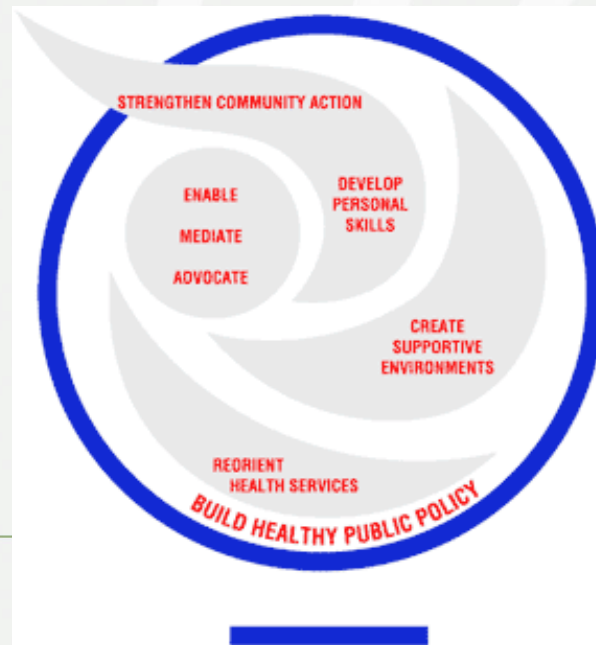 STRENGTHEN COMMUNITY ACTION
ENABLE
MEDIATE
ADVOCATE
DEVELOP
PERSONAL
SKILLS
CREATE
SUPPORTIVE
ENVIRONMENTS
REORIENT
HEALTH SERVICES
BUILD HEALTHY PUBLIC POLICY